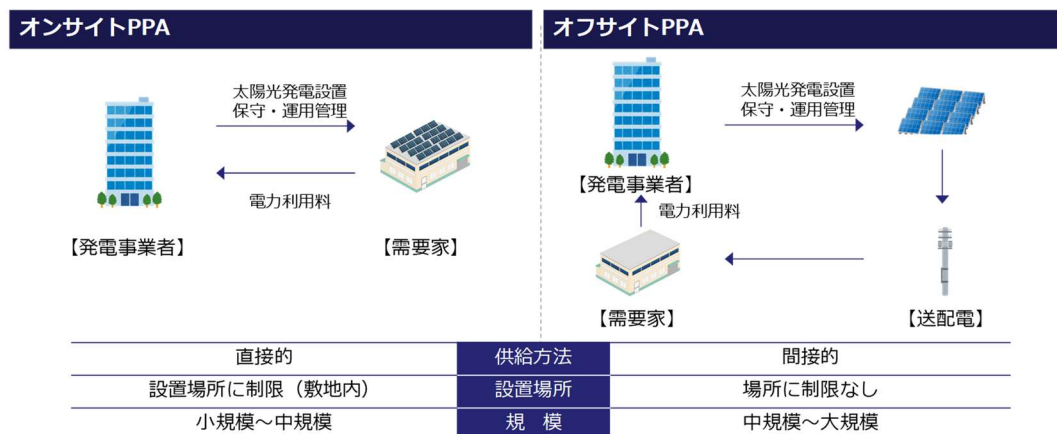 オンサイトPPA
太陽光発電設置
保守・運用管理
電力利用料
【発電事業者】
【需要家】
オフサイトPPA
太陽光発電設置
保守・運用管理
【発電事業者】
電力利用料
【需要家】
【送配電】
直接的 供給方法 間接的
設置場所に制限（敷地内） 設置場所 場所に制限なし
小規模～中規模 規　模 中規模～大規模